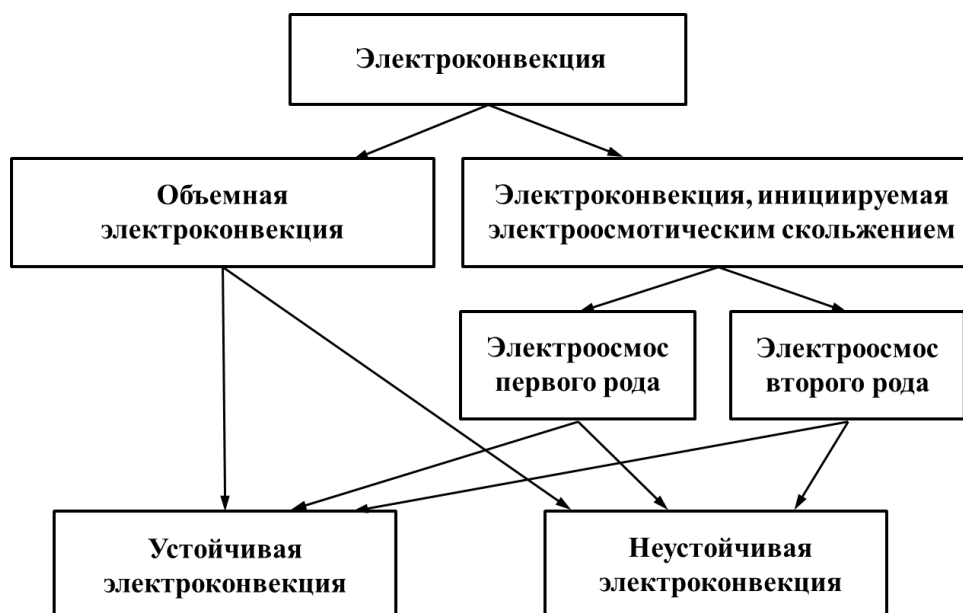 Электроконвекция
Объемная
электроконвекция
Электроконвекция, инициируемая
электроосмотическим скольжением
Электроосмос
первого рода
Электроосмос
второго рода
Устойчивая
электроконвекция
Неустойчивая
электроконвекция